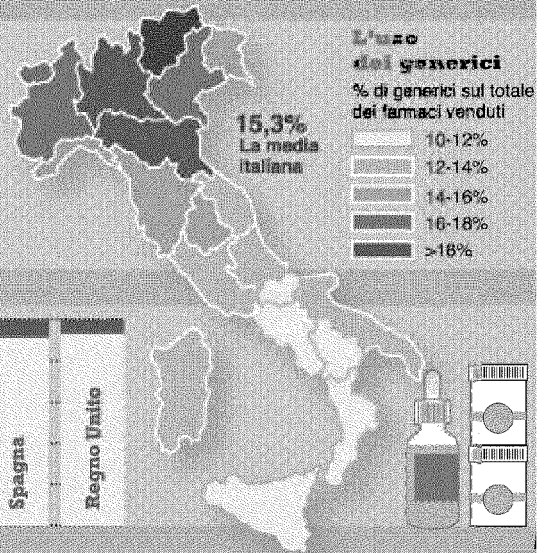 L'uso
dei generici
% di generici sul totale
dei farmaci venduti
10-12%
12-14%
14-16%
16-18%
>18%
15,3%
La media
italiana
Spagna
Regno Unito